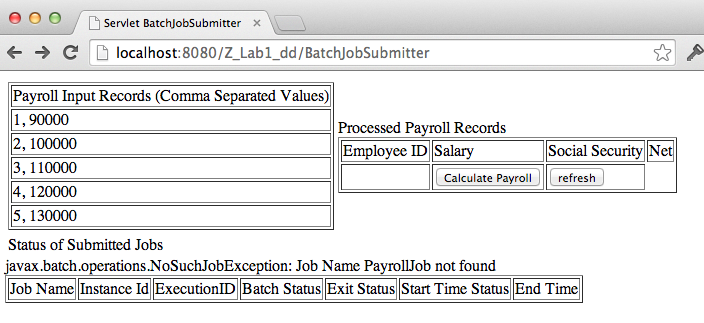 Servlet BatchJobSubmitter
localhost:8080/Z_Lab1_dd/BatchJobSubmitter
Payroll Input Records (Comma Separated Values)
1, 90000
2, 100000
3, 110000
4, 120000
5, 130000
Processed Payroll Records
Employee ID Salary Social Security Net
Calculate Payroll refresh
Status of Submitted Jobs
javax.batch.operations.NoSuchJobException: Job Name PayrollJob not found
Job Name Instance Id ExecutionID Batch Status Exit Status Start Time Status End Time